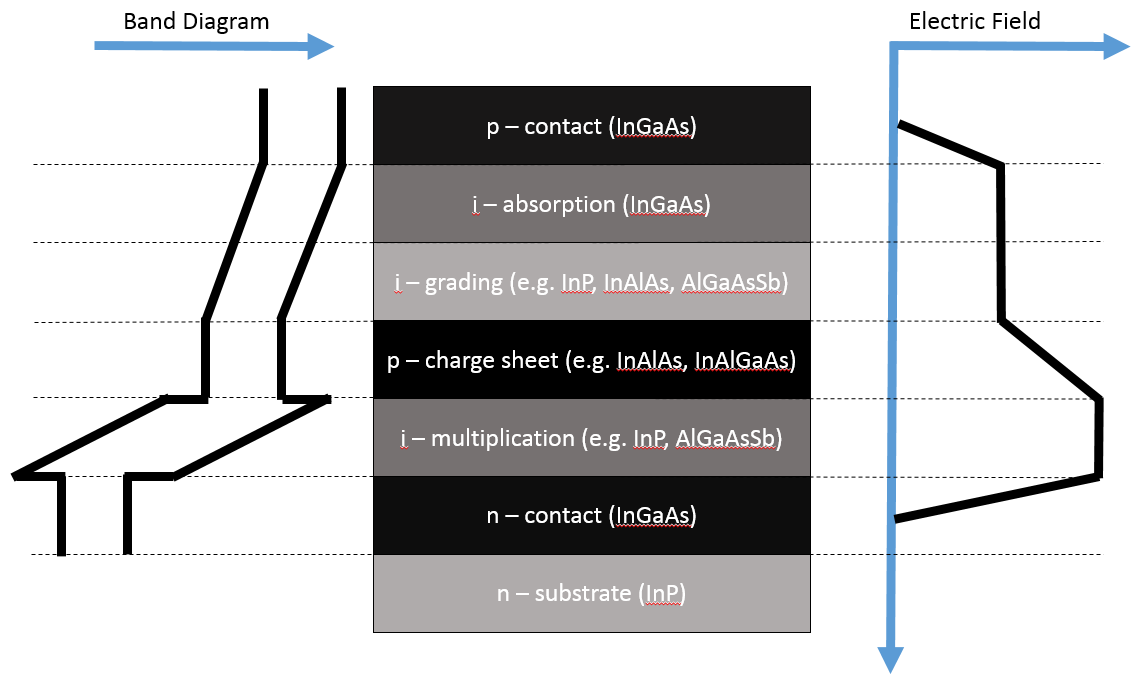 Band Diagram
Electric Field
p – contact (InGaAs)
i – absorption (InGaAs)
i – grading (e.g. InP, InAlAs, AlGaAsSb)
p – charge sheet (e.g. InAlAs, InAlGaAs)
i – multiplication (e.g. InP, AlGaAsSb)
n – contact (InGaAs)
n – substrate (InP)